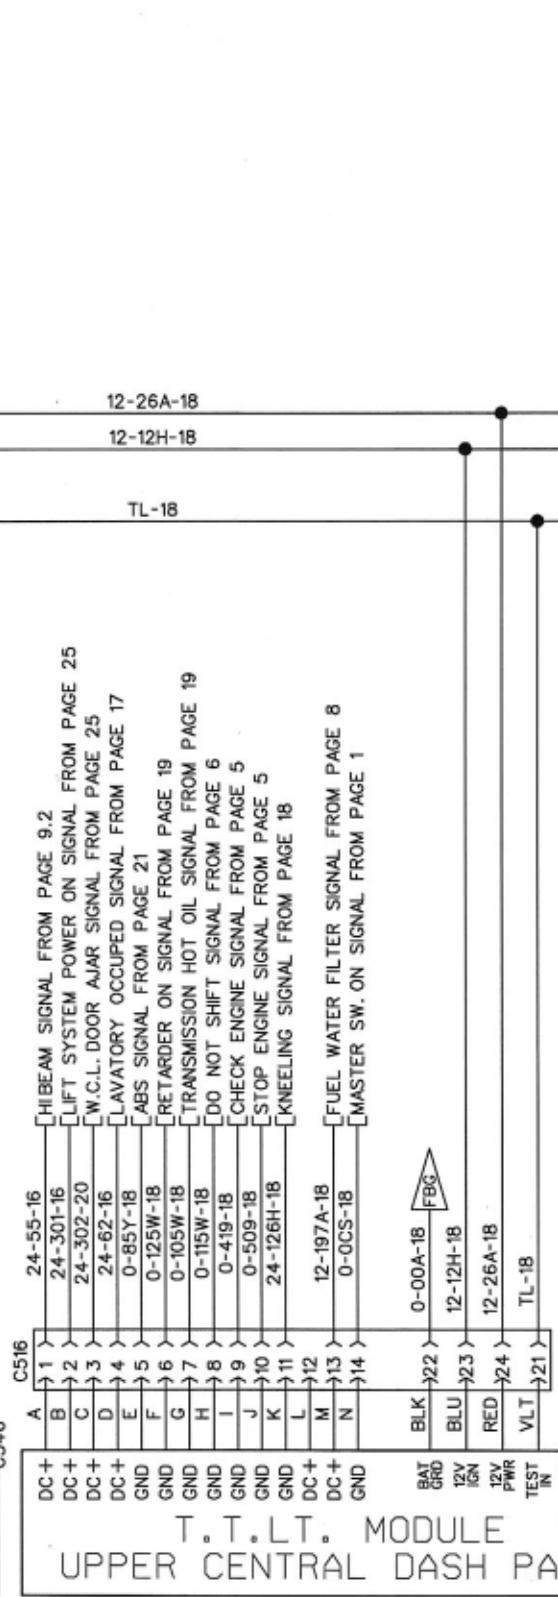 12-26A-18
12-12H-18
TL-18
HIBEAM SIGNAL FROM PAGE 9.2
LIFT SYSTEM POWER ON SIGNAL FROM PAGE 25
W.C.L. DOOR AJAR SIGNAL FROM PAGE 25
LAVATORY OCCUPED SIGNAL FROM PAGE 17
ABS SIGNAL FROM PAGE 21
RETARDER ON SIGNAL FROM PAGE 19
TRANSMISSION HOT OIL SIGNAL FROM PAGE 19
DO NOT SHIFT SIGNAL FROM PAGE 6
CHECK ENGINE SIGNAL FROM PAGE 5
STOP ENGINE SIGNAL FROM PAGE 5
KNEELING SIGNAL FROM PAGE 18
FUEL WATER FILTER SIGNAL FROM PAGE 8
MASTER SW. ON SIGNAL FROM PAGE 1
24-55-16
24-301-16
24-302-20
24-62-16
0-85Y-18
0-125W-18
0-105W-18
0-115W-18
0-419-18
0-509-18
24-126H-18
12-197A-18
0-0CS-18
0-00A-18
FBG
12-12H-18
12-26A-18
TL-18
C516
1
2
3
4
5
6
7
8
9
10
11
12
13
14
22
23
24
21
A
B
C
D
E
F
G
H
I
J
K
L
M
N
BLK
BLU
RED
VLT
DC+
DC+
DC+
DC+
GND
GND
GND
GND
GND
GND
GND
DC+
DC+
GND
BAT
GRD
12V
IGN
12V
PWR
TEST
IN
T.T.LT. MODULE
UPPER CENTRAL DASH PA